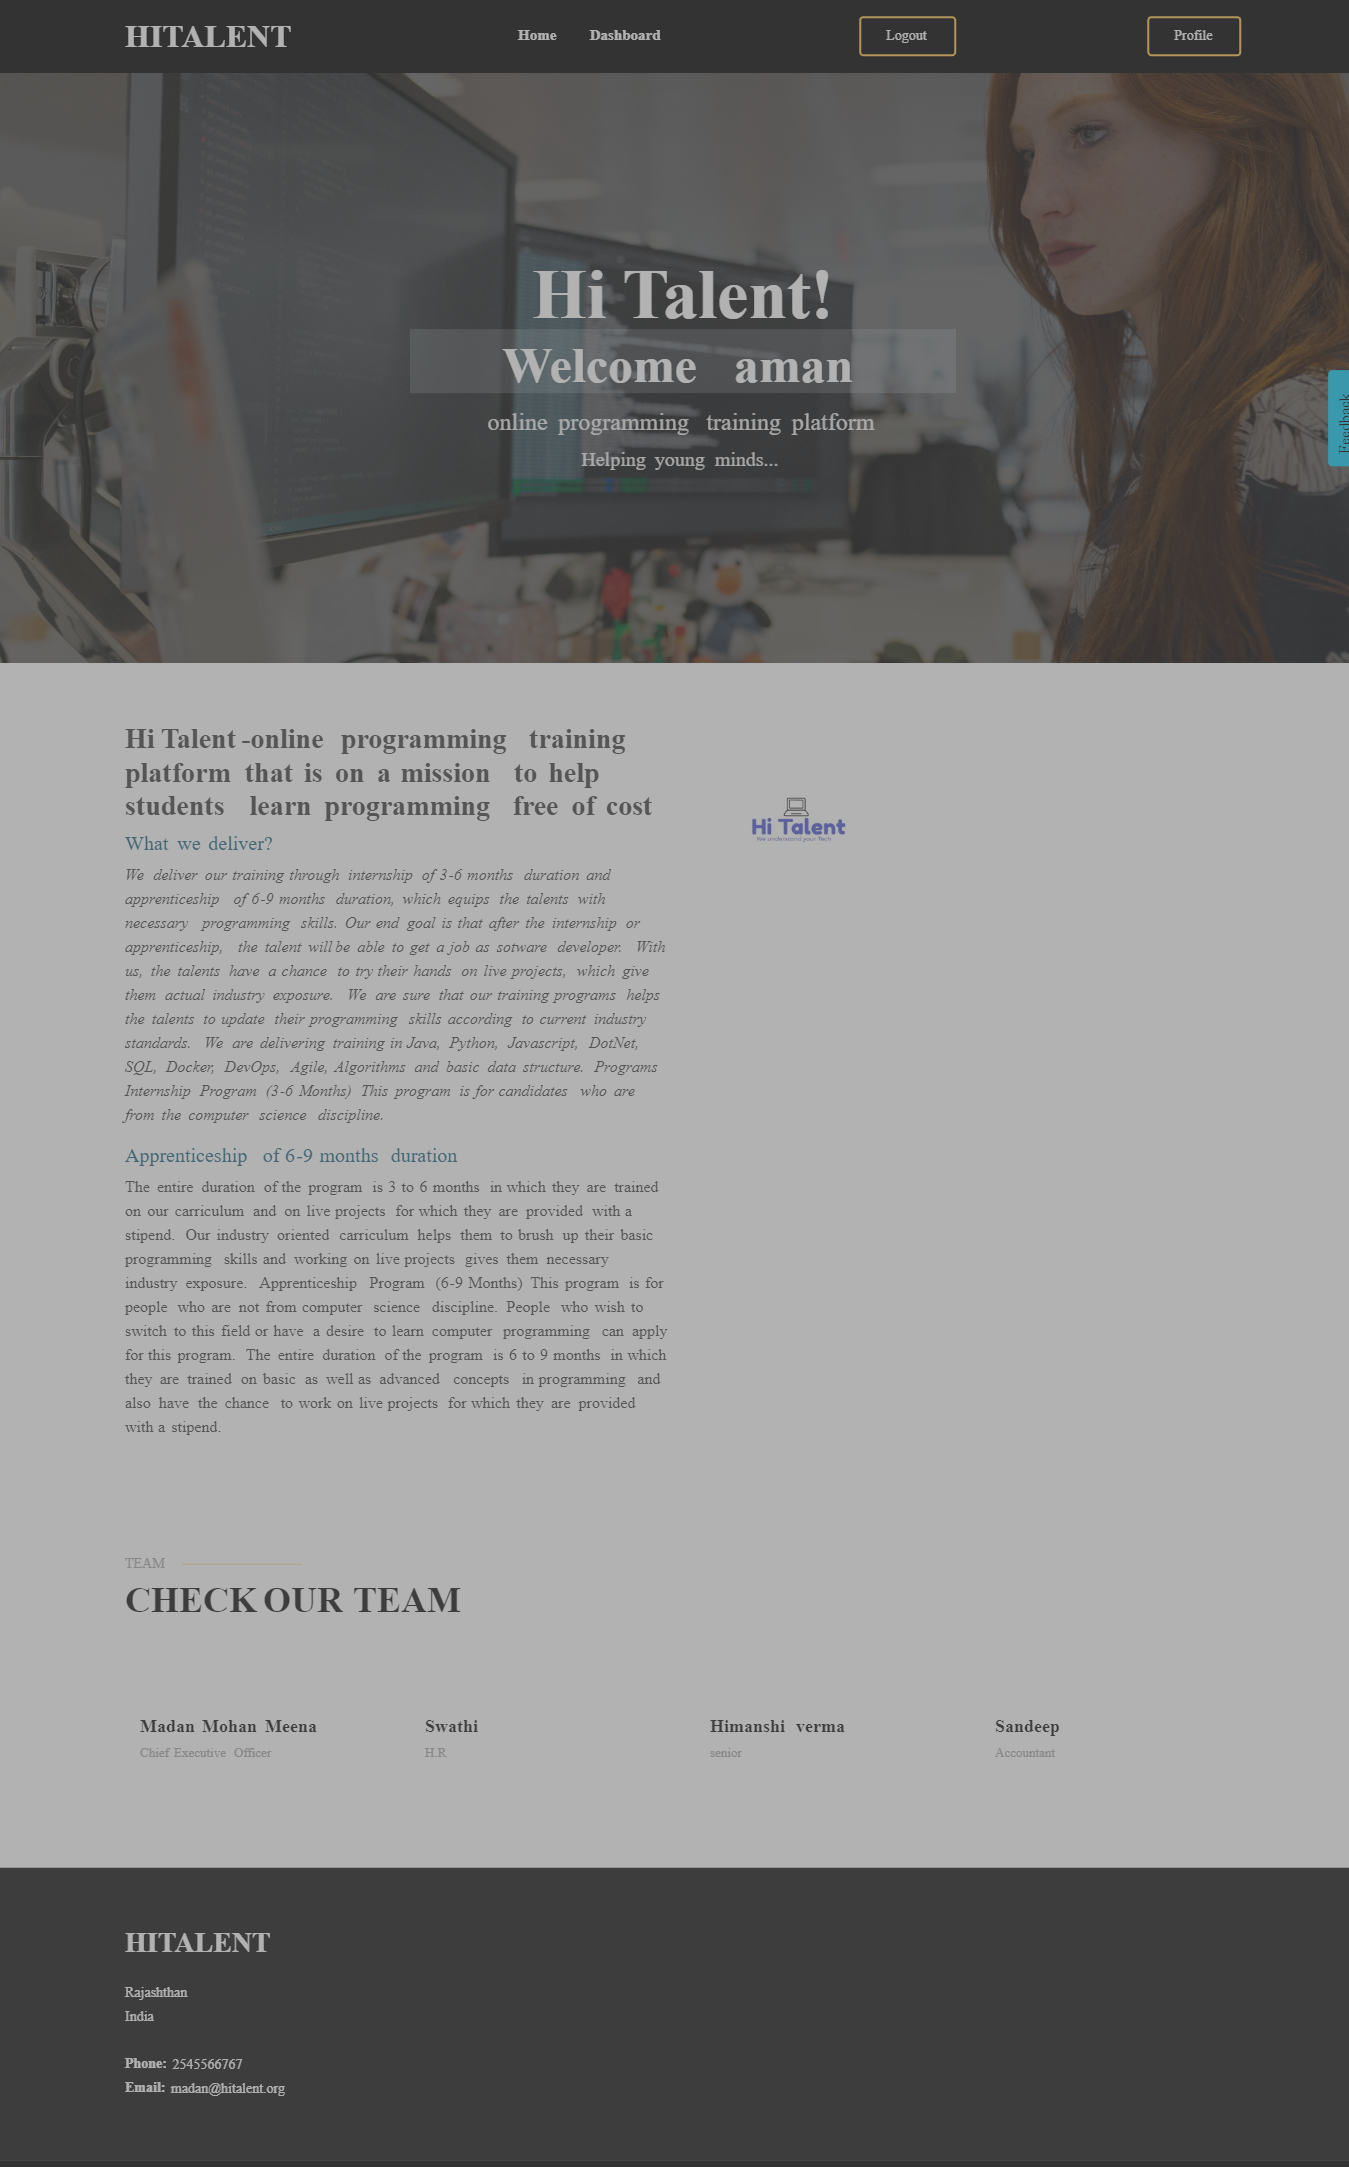 HITALENT
Home Dashboard Logout Profile
Hi Talent!
Welcome aman
online programming training platform
Helping young minds...
Feedback
Hi Talent -online programming training
platform that is on a mission to help
students learn programming free of cost
What we deliver?
We deliver our training through internship of 3-6 months duration and
apprenticeship of 6-9 months duration, which equips the talents with
necessary programming skills. Our end goal is that after the internship or
apprenticeship, the talent will be able to get a job as sotware developer. With
us, the talents have a chance to try their hands on live projects, which give
them actual industry exposure. We are sure that our training programs helps
the talents to update their programming skills according to current industry
standards. We are delivering training in Java, Python, Javascript, DotNet,
SQL, Docker, DevOps, Agile, Algorithms and basic data structure. Programs
Internship Program (3-6 Months) This program is for candidates who are
from the computer science discipline.
Apprenticeship of 6-9 months duration
The entire duration of the program is 3 to 6 months in which they are trained
on our carriculum and on live projects for which they are provided with a
stipend. Our industry oriented carriculum helps them to brush up their basic
programming skills and working on live projects gives them necessary
industry exposure. Apprenticeship Program (6-9 Months) This program is for
people who are not from computer science discipline. People who wish to
switch to this field or have a desire to learn computer programming can apply
for this program. The entire duration of the program is 6 to 9 months in which
they are trained on basic as well as advanced concepts in programming and
also have the chance to work on live projects for which they are provided
with a stipend.
Hi Talent
We understand your Tech
TEAM
CHECK OUR TEAM
Madan Mohan Meena
Chief Executive Officer
Swathi
H.R
Himanshi verma
senior
Sandeep
Accountant
HITALENT
Rajashthan
India
Phone: 2545566767
Email: madan@hitalent.org